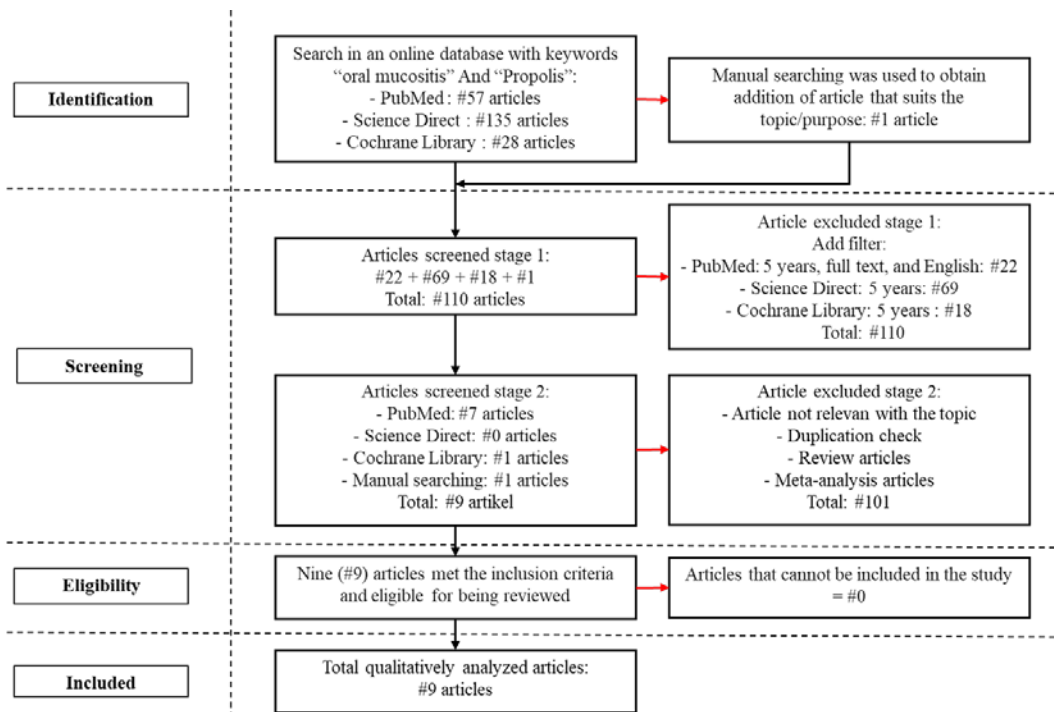 Identification
Search in an online database with keywords
“oral mucositis” And “Propolis”:
- PubMed : #57 articles
- Science Direct : #135 articles
- Cochrane Library : #28 articles
Manual searching was used to obtain
addition of article that suits the
topic/purpose: #1 article
Screening
Articles screened stage 1:
#22 + #69 + #18 + #1
Total: #110 articles
Article excluded stage 1:
Add filter:
- PubMed: 5 years, full text, and English: #22
- Science Direct: 5 years: #69
- Cochrane Library: 5 years : #18
Total: #110
Articles screened stage 2:
- PubMed: #7 articles
- Science Direct: #0 articles
- Cochrane Library: #1 articles
- Manual searching: #1 articles
Total: #9 artikel
Article excluded stage 2:
- Article not relevan with the topic
- Duplication check
- Review articles
- Meta-analysis articles
Total: #101
Eligibility
Nine (#9) articles met the inclusion criteria
and eligible for being reviewed
Articles that cannot be included in the study
= #0
Included
Total qualitatively analyzed articles:
#9 articles